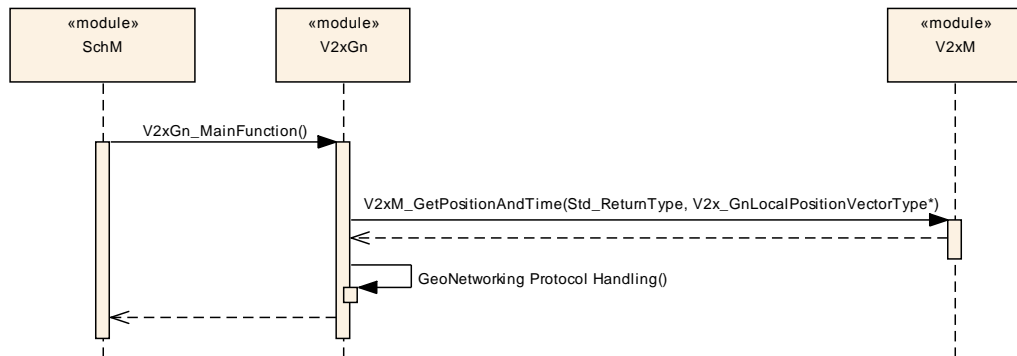 «module»
SchM
«module»
V2xGn
«module»
V2xM
V2xGn_MainFunction()
V2xM_GetPositionAndTime(Std_ReturnType, V2x_GnLocalPositionVectorType*)
GeoNetworking Protocol Handling()